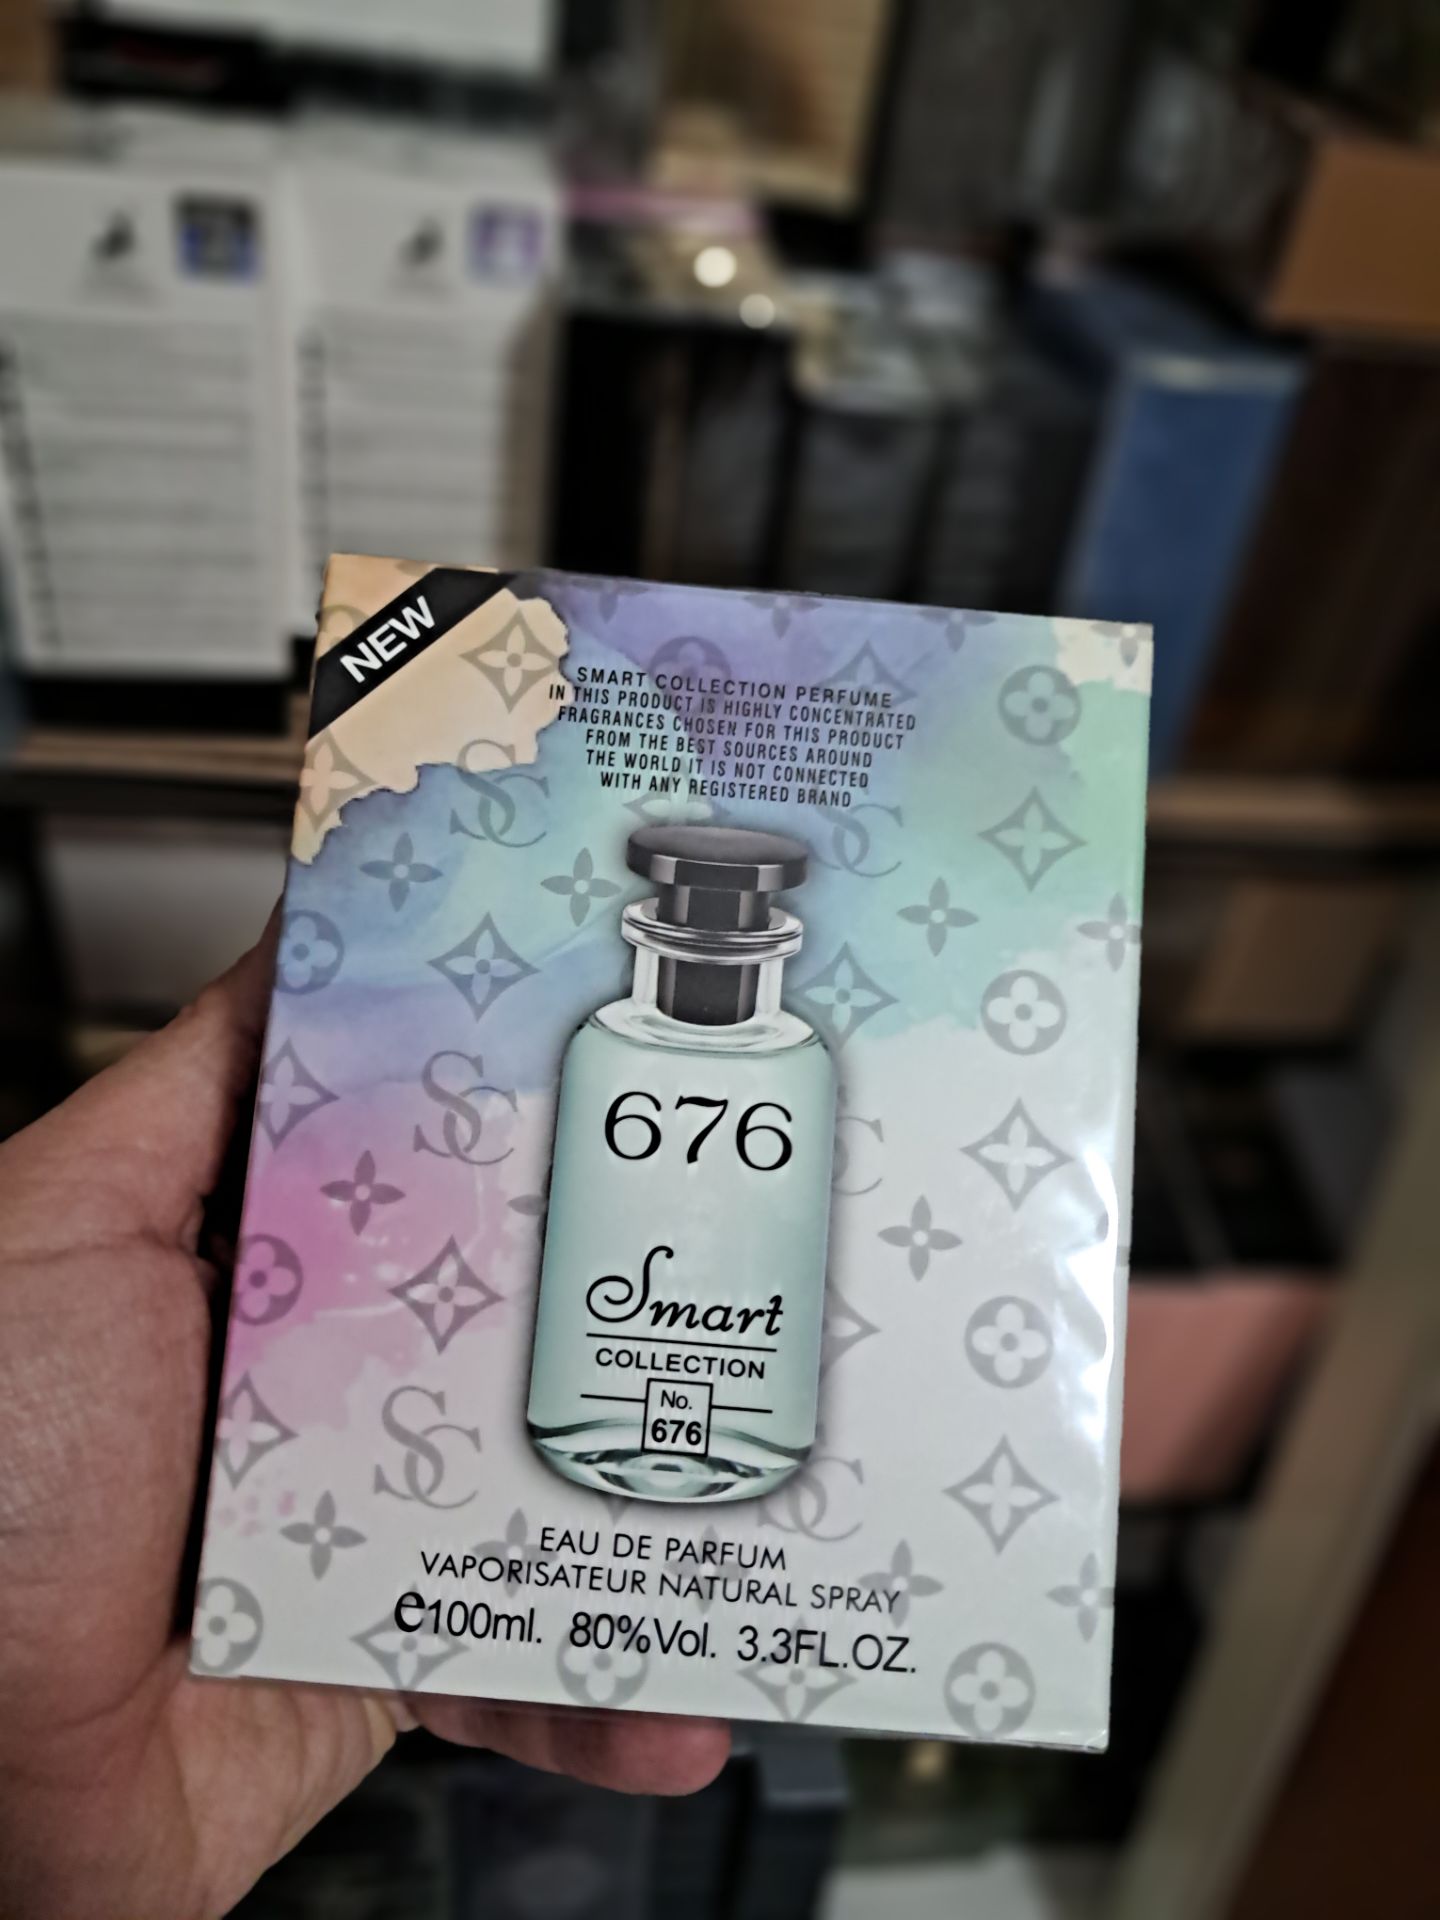 NEW
SMART COLLECTION PERFUME
IN THIS PRODUCT IS HIGHLY CONCENTRATED
FRAGRANCES CHOSEN FOR THIS PRODUCT
FROM THE BEST SOURCES AROUND
THE WORLD IT IS NOT CONNECTED
WITH ANY REGISTERED BRAND
676
Smart
COLLECTION
No.
676
EAU DE PARFUM
VAPORISATEUR NATURAL SPRAY
e100ml. 80%Vol. 3.3FL.OZ.